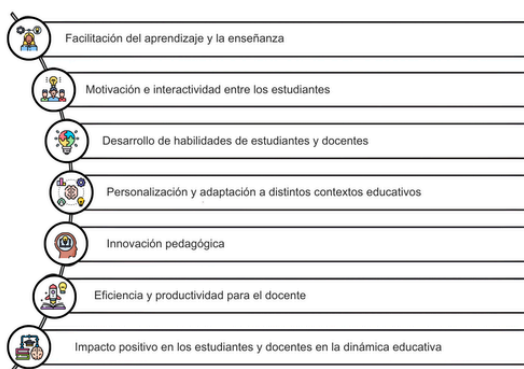 Facilitación del aprendizaje y la enseñanza
Motivación e interactividad entre los estudiantes
Desarrollo de habilidades de estudiantes y docentes
Personalización y adaptación a distintos contextos educativos
Innovación pedagógica
Eficiencia y productividad para el docente
Impacto positivo en los estudiantes y docentes en la dinámica educativa